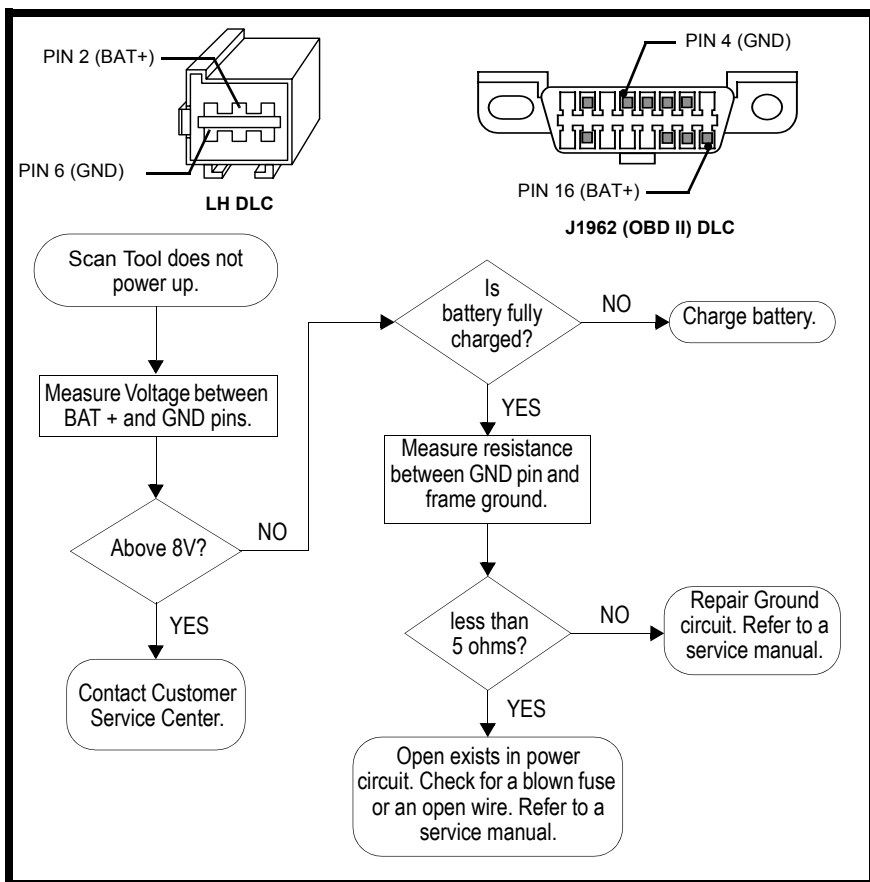 PIN 2 (BAT+)
PIN 6 (GND)
LH DLC
PIN 4 (GND)
PIN 16 (BAT+)
J1962 (OBD II) DLC
Scan Tool does not
power up.
Measure Voltage between
BAT + and GND pins.
Above 8V?
NO
YES
Contact Customer
Service Center.
Is
battery fully
charged?
NO
Charge battery.
YES
Measure resistance
between GND pin and
frame ground.
less than
5 ohms?
NO
Repair Ground
circuit. Refer to a
service manual.
YES
Open exists in power
circuit. Check for a blown fuse
or an open wire. Refer to a
service manual.